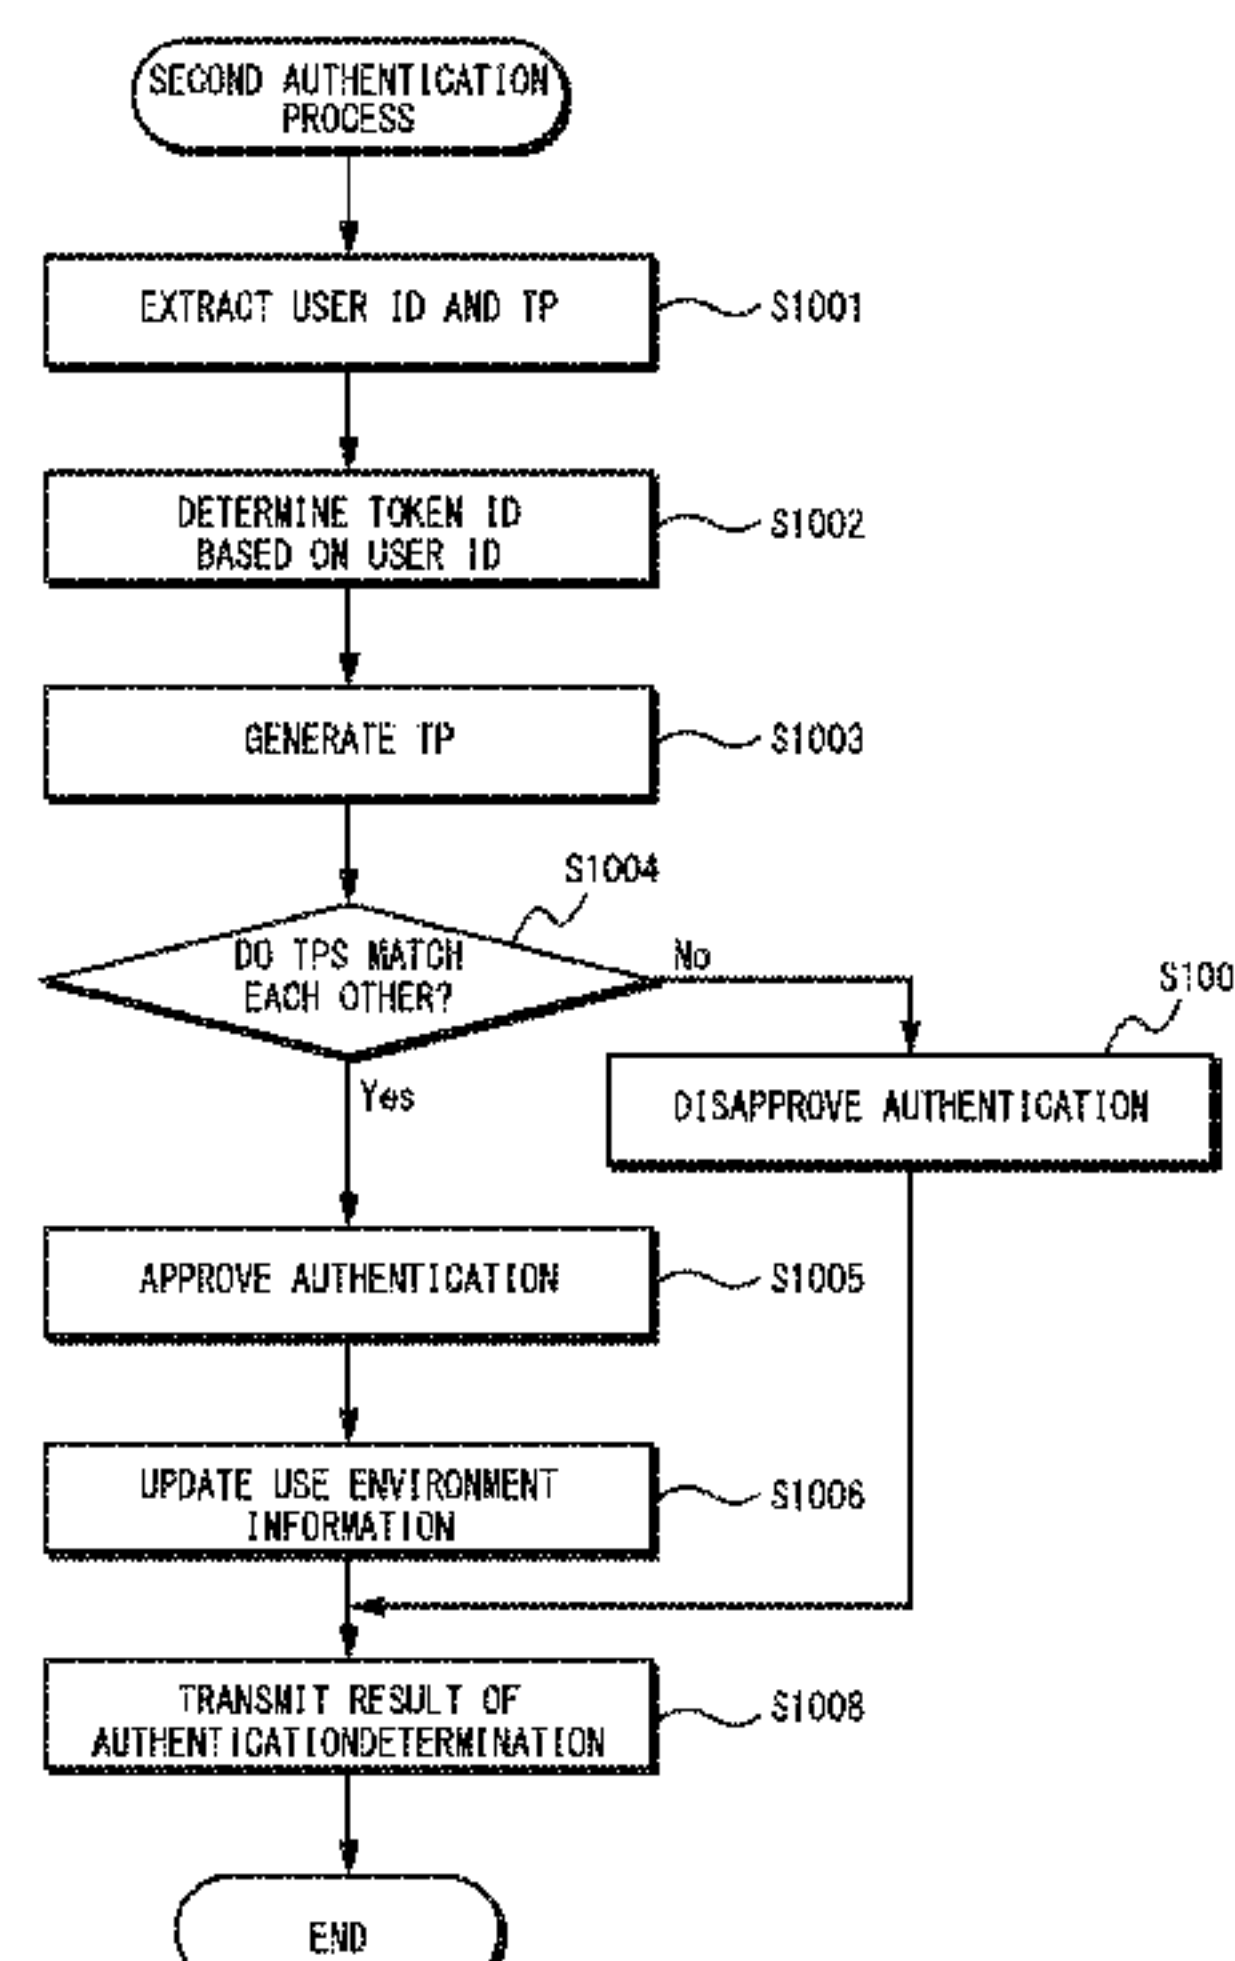 SECOND AUTHENTICATION
PROCESS
EXTRACT USER ID AND TP
S1001
DETERMINE TOKEN ID
BASED ON USER ID
S1002
GENERATE TP
S1003
S1004
DO TPS MATCH
EACH OTHER?
No
S100
Yes
DISAPPROVE AUTHENTICATION
APPROVE AUTHENTICATION
S1005
UPDATE USE ENVIRONMENT
INFORMATION
S1006
TRANSMIT RESULT OF
AUTHENTICATIONDETERMINATION
S1008
END